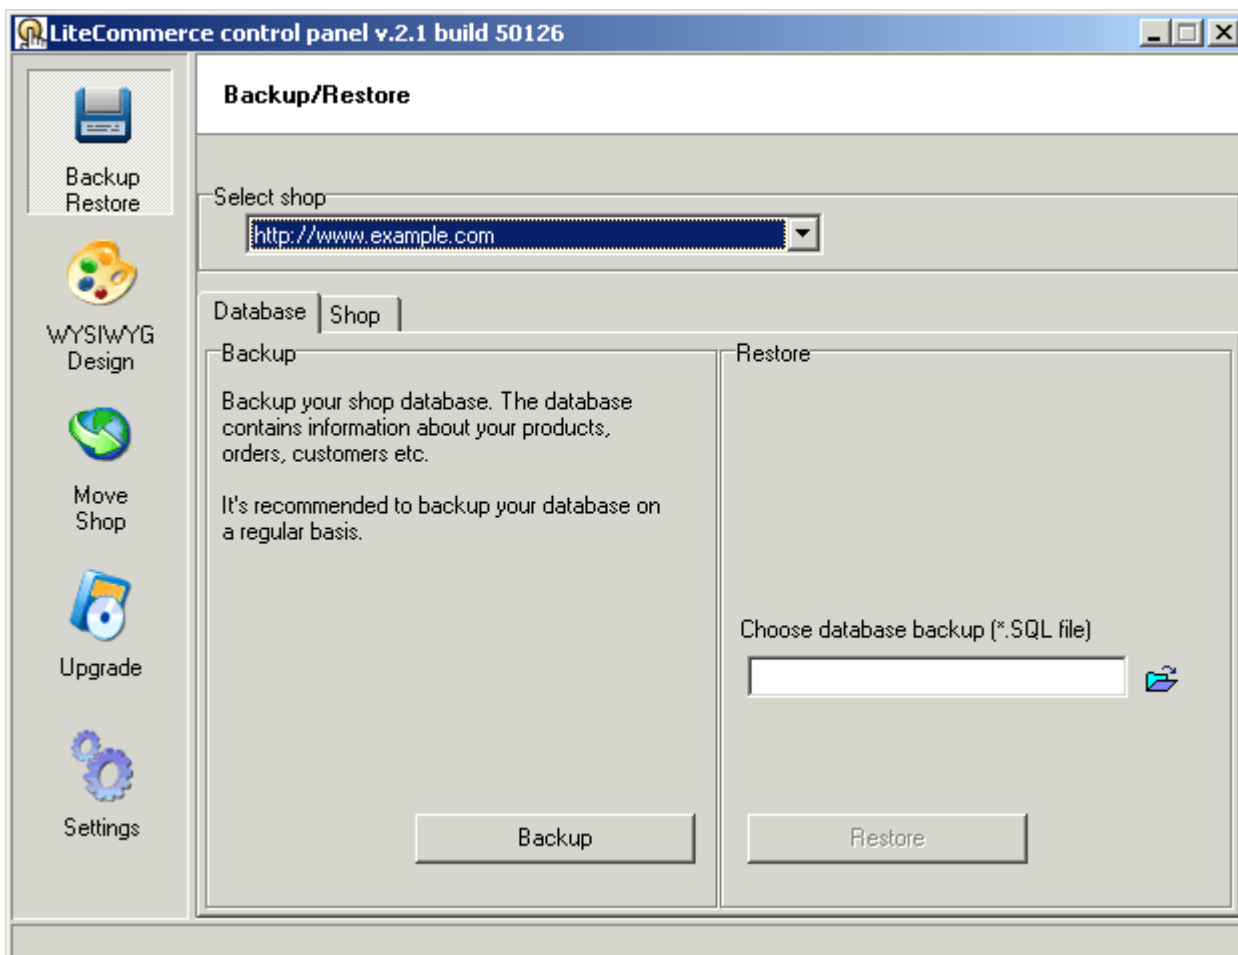 LiteCommerce control panel v.2.1 build 50126
Backup
Restore
WYSIWYG
Design
Move
Shop
Upgrade
Settings
Backup/Restore
Select shop
http://www.example.com
Database
Shop
Backup
Backup your shop database. The database
contains information about your products,
orders, customers etc.
It's recommended to backup your database on
a regular basis.
Backup
Restore
Choose database backup (*.SQL file)
Restore